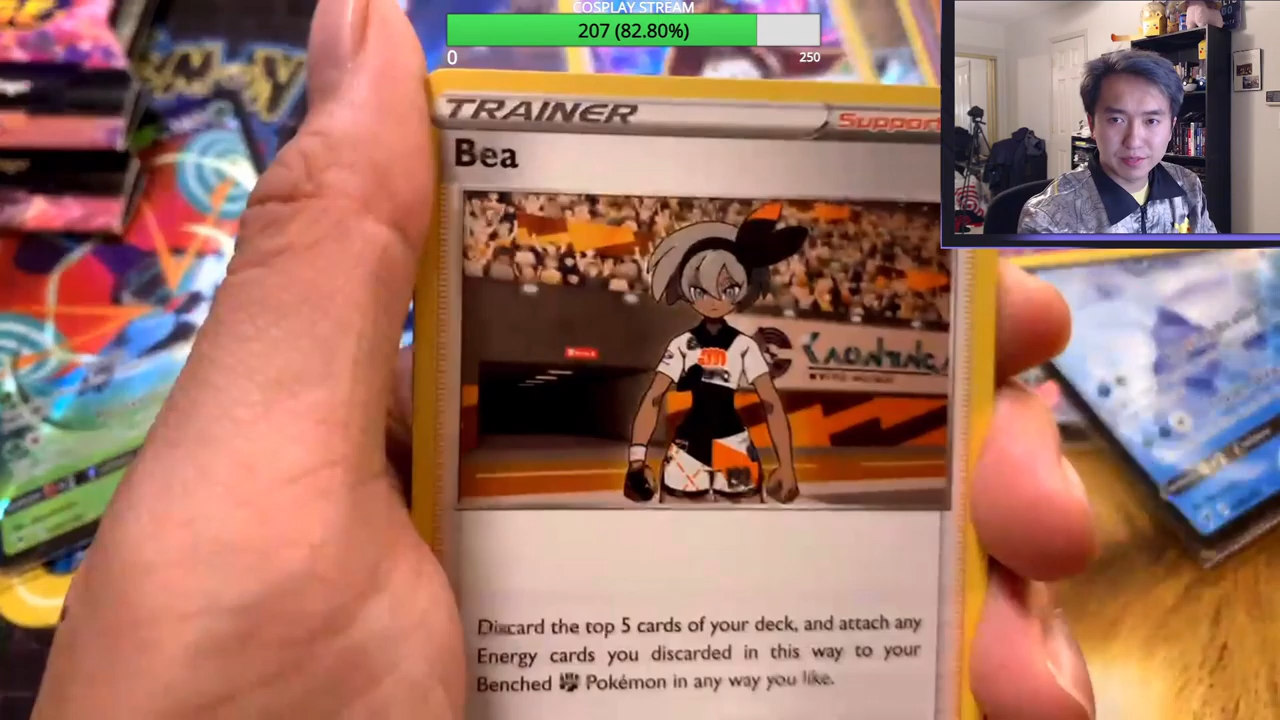 COSPLAY STREAM
207 (82.80%)
0
250
TRAINER
Support
Bea
Discard the top 5 cards of your deck, and attach any
Energy cards you discarded in this way to your
Benched Pokémon in any way you like.